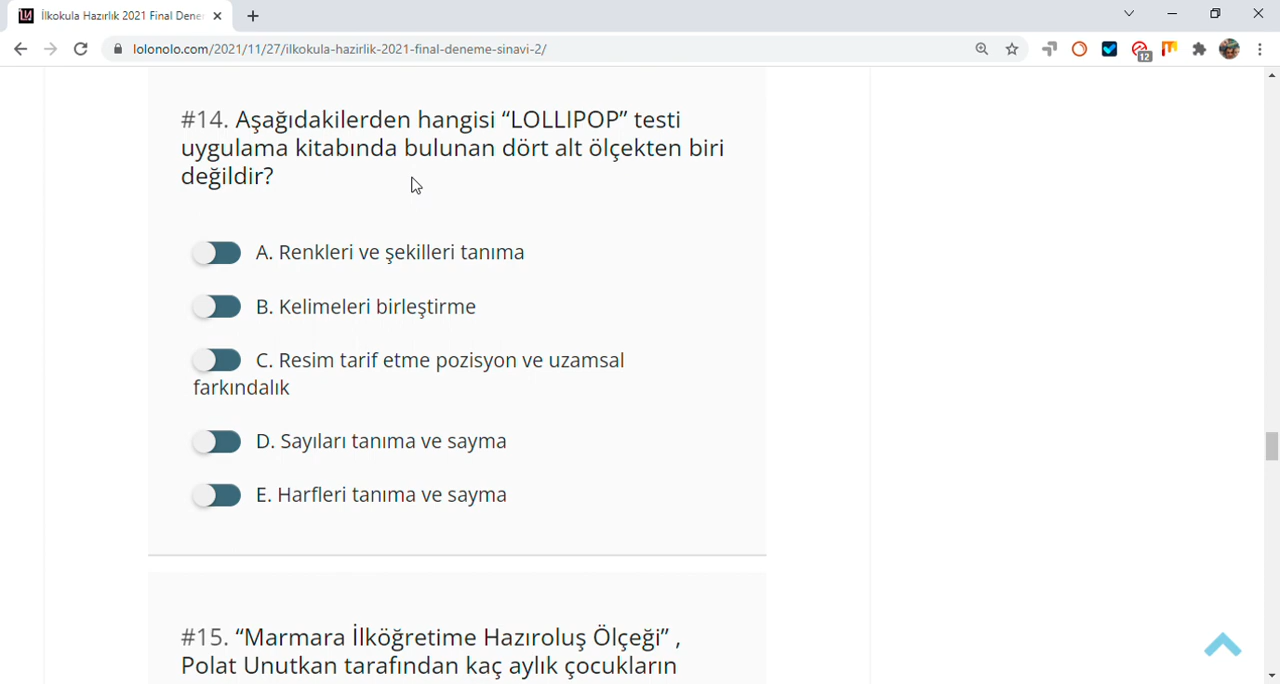 İlkokula Hazırlık 2021 Final Dene
lolonolo.com/2021/11/27/ilkokula-hazirlik-2021-final-deneme-sinavi-2/
12
#14. Aşağıdakilerden hangisi “LOLLIPOP” testi
uygulama kitabında bulunan dört alt ölçekten biri
değildir?
A. Renkleri ve şekilleri tanıma
B. Kelimeleri birleştirme
C. Resim tarif etme pozisyon ve uzamsal
farkındalık
D. Sayıları tanıma ve sayma
E. Harfleri tanıma ve sayma
#15. “Marmara İlköğretime Hazıroluş Ölçeği” ,
Polat Unutkan tarafından kaç aylık çocukların